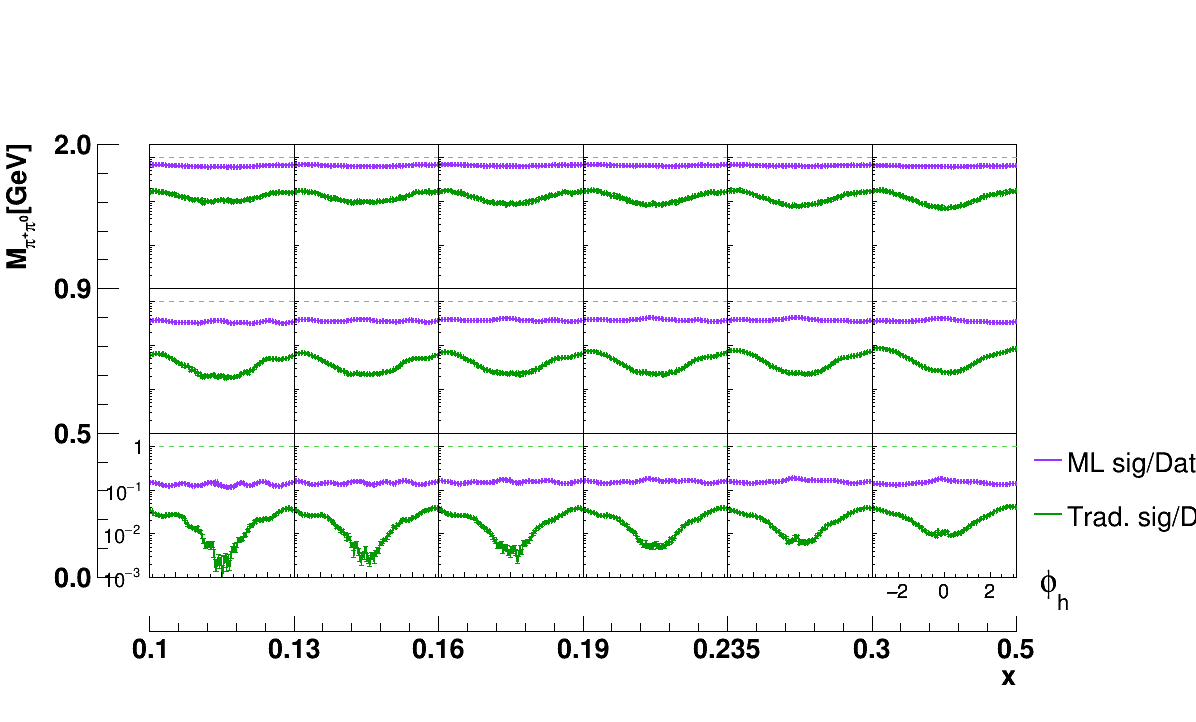 M_{π⁺π⁰}[GeV]
2.0
0.9
0.5
0.0
1
10⁻¹
10⁻²
10⁻³
ML sig/Dat
Trad. sig/D
−2 0 2
ϕ_h
0.1 0.13 0.16 0.19 0.235 0.3 0.5
x